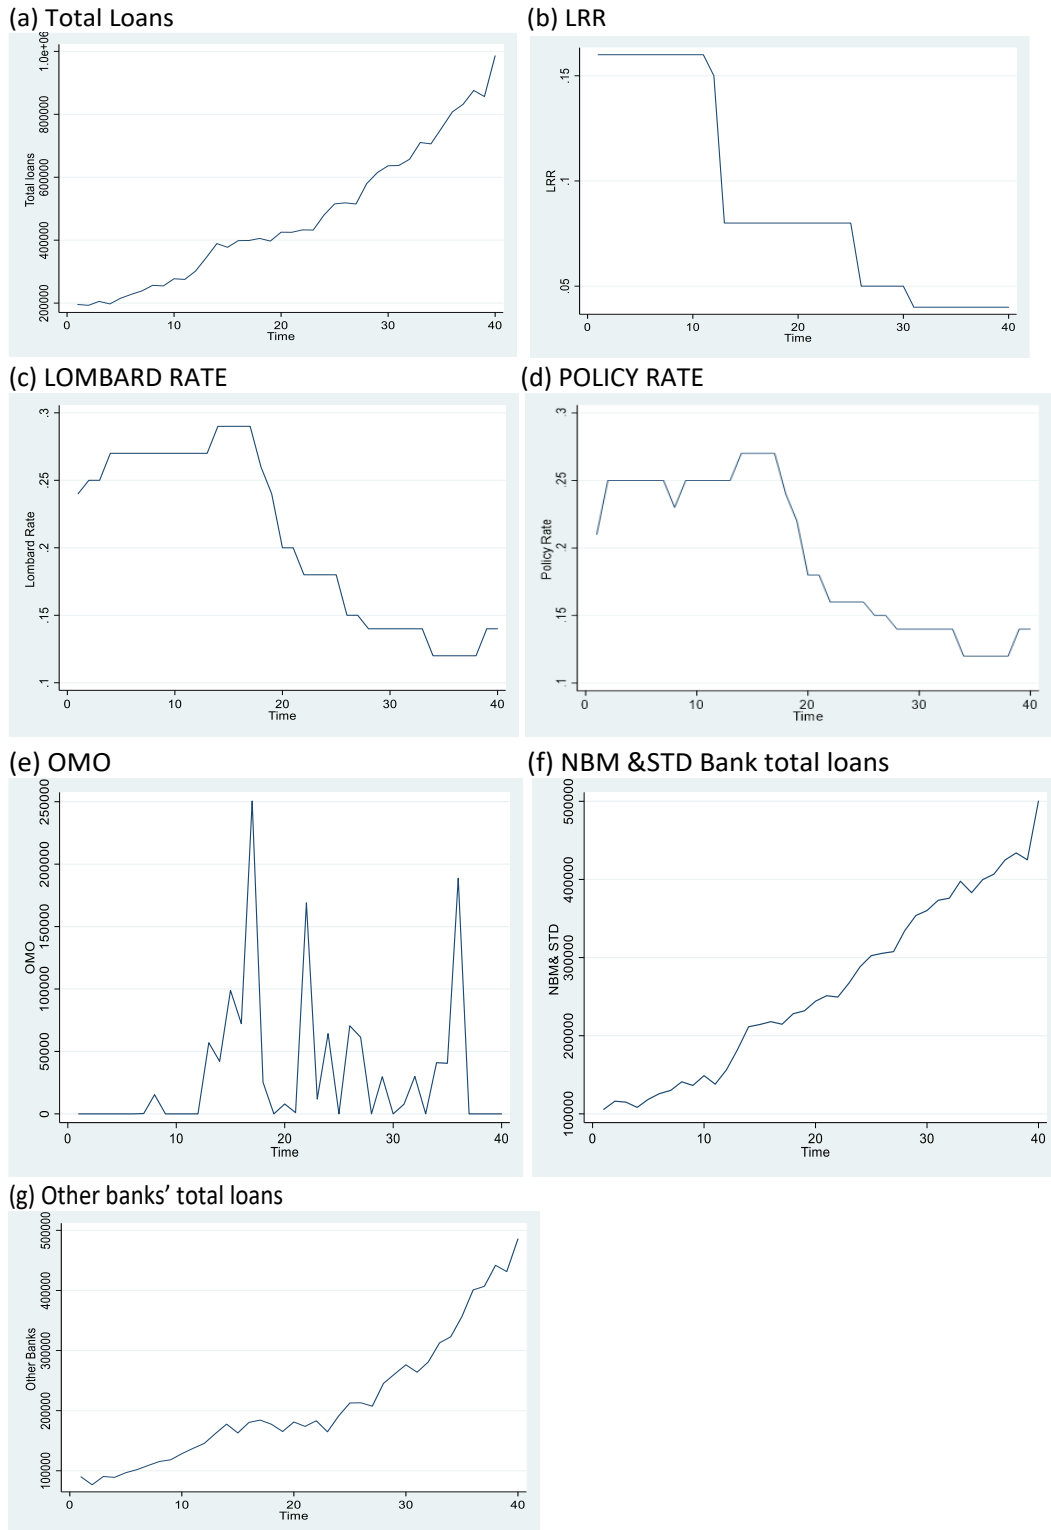 (a) Total Loans
(b) LRR
1.0e+06
800000
600000
400000
200000
Total loans
0 10 20 30 40
Time
.15
.1
.05
LRR
0 10 20 30 40
Time
(c) LOMBARD RATE
(d) POLICY RATE
.3
.25
.2
.15
.1
Lombard Rate
0 10 20 30 40
Time
.3
.25
.2
.15
.1
Policy Rate
0 10 20 30 40
Time
(e) OMO
(f) NBM &STD Bank total loans
250000
200000
150000
100000
50000
0
OMO
0 10 20 30 40
Time
500000
400000
300000
200000
100000
NBM& STD
0 10 20 30 40
Time
(g) Other banks’ total loans
500000
400000
300000
200000
100000
Other Banks
0 10 20 30 40
Time